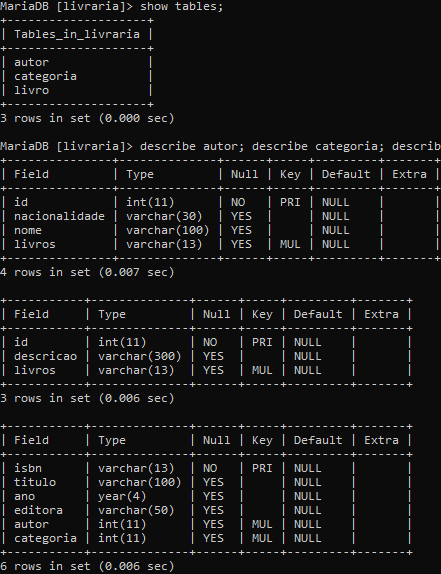 MariaDB [livraria]> show tables;
+--------------------+
| Tables_in_livraria |
+--------------------+
| autor              |
| categoria          |
| livro              |
+--------------------+
3 rows in set (0.000 sec)

MariaDB [livraria]> describe autor; describe categoria; describ
+---------------+--------------+------+-----+---------+-------+
| Field         | Type         | Null | Key | Default | Extra |
+---------------+--------------+------+-----+---------+-------+
| id            | int(11)      | NO   | PRI | NULL    |       |
| nacionalidade | varchar(30)  | YES  |     | NULL    |       |
| nome          | varchar(100) | YES  |     | NULL    |       |
| livros        | varchar(13)  | YES  | MUL | NULL    |       |
+---------------+--------------+------+-----+---------+-------+
4 rows in set (0.007 sec)

+-----------+--------------+------+-----+---------+-------+
| Field     | Type         | Null | Key | Default | Extra |
+-----------+--------------+------+-----+---------+-------+
| id        | int(11)      | NO   | PRI | NULL    |       |
| descricao | varchar(300) | YES  |     | NULL    |       |
| livros    | varchar(13)  | YES  | MUL | NULL    |       |
+-----------+--------------+------+-----+---------+-------+
3 rows in set (0.006 sec)

+-----------+--------------+------+-----+---------+-------+
| Field     | Type         | Null | Key | Default | Extra |
+-----------+--------------+------+-----+---------+-------+
| isbn      | varchar(13)  | NO   | PRI | NULL    |       |
| titulo    | varchar(100) | YES  |     | NULL    |       |
| ano       | year(4)      | YES  |     | NULL    |       |
| editora   | varchar(50)  | YES  |     | NULL    |       |
| autor     | int(11)      | YES  | MUL | NULL    |       |
| categoria | int(11)      | YES  | MUL | NULL    |       |
+-----------+--------------+------+-----+---------+-------+
6 rows in set (0.006 sec)